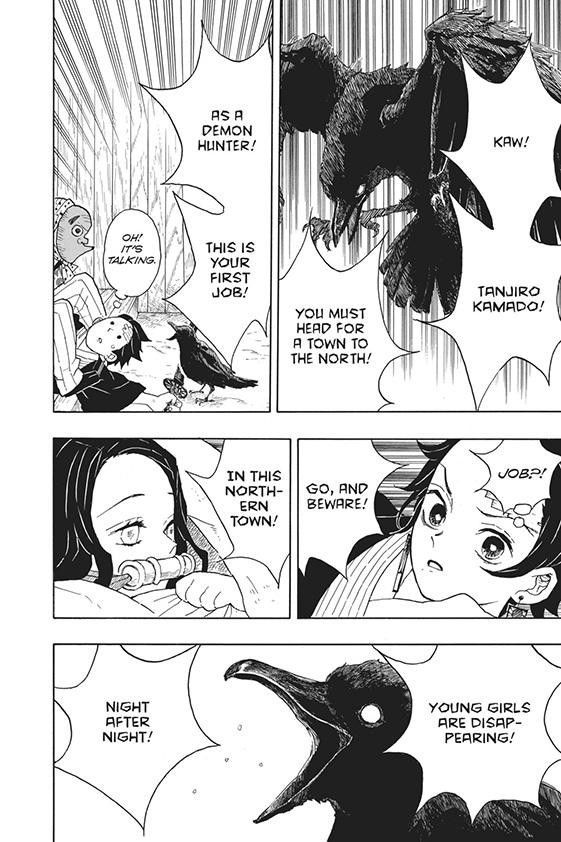 KAW!
TANJIRO
KAMADO!
YOU MUST
HEAD FOR
A TOWN TO
THE NORTH!
AS A
DEMON
HUNTER!
THIS IS
YOUR
FIRST
JOB!
OH!
IT'S
TALKING.
JOB?!
GO, AND
BEWARE!
IN THIS
NORTH-
ERN
TOWN!
YOUNG GIRLS
ARE DISAP-
PEARING!
NIGHT
AFTER
NIGHT!